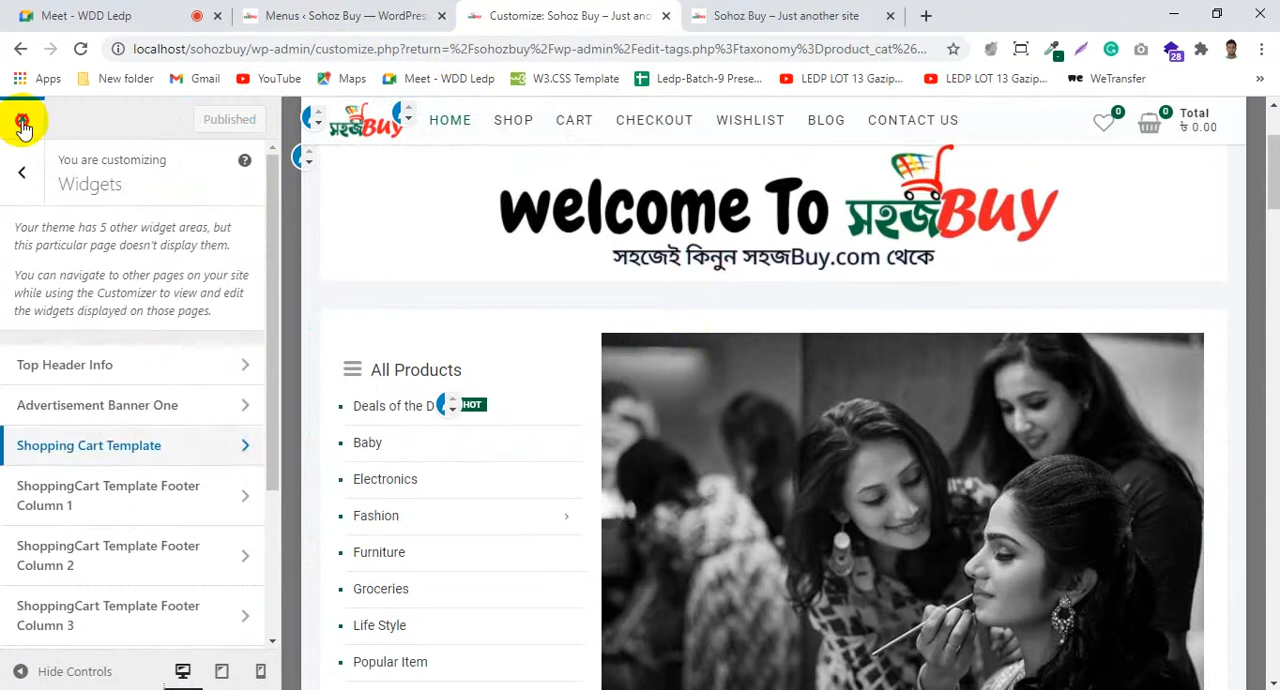 Meet - WDD Ledp
Menus ‹ Sohoz Buy — WordPress
Customize: Sohoz Buy – Just ano
Sohoz Buy – Just another site
localhost/sohozbuy/wp-admin/customize.php?return=%2Fsohozbuy%2Fwp-admin%2Fedit-tags.php%3Ftaxonomy%3Dproduct_cat%26...
28
Apps
New folder
Gmail
YouTube
Maps
Meet - WDD Ledp
W3.CSS Template
Ledp-Batch-3 Prese...
LEDP LOT 13 Gazip...
LEDP LOT 13 Gazip...
WeTransfer
»
Published
You are customizing
Widgets
Your theme has 5 other widget areas, but
this particular page doesn't display them.
You can navigate to other pages on your site
while using the Customizer to view and edit
the widgets displayed on those pages.
Top Header Info
Advertisement Banner One
Shopping Cart Template
ShoppingCart Template Footer
Column 1
ShoppingCart Template Footer
Column 2
ShoppingCart Template Footer
Column 3
Hide Controls
সহজBuy
HOME SHOP CART CHECKOUT WISHLIST BLOG CONTACT US
0
0
Total
৳ 0.00
welcome To সহজBuy
সহজেই কিনুন সহজBuy.com থেকে
All Products
Deals of the D HOT
Baby
Electronics
Fashion
Furniture
Groceries
Life Style
Popular Item